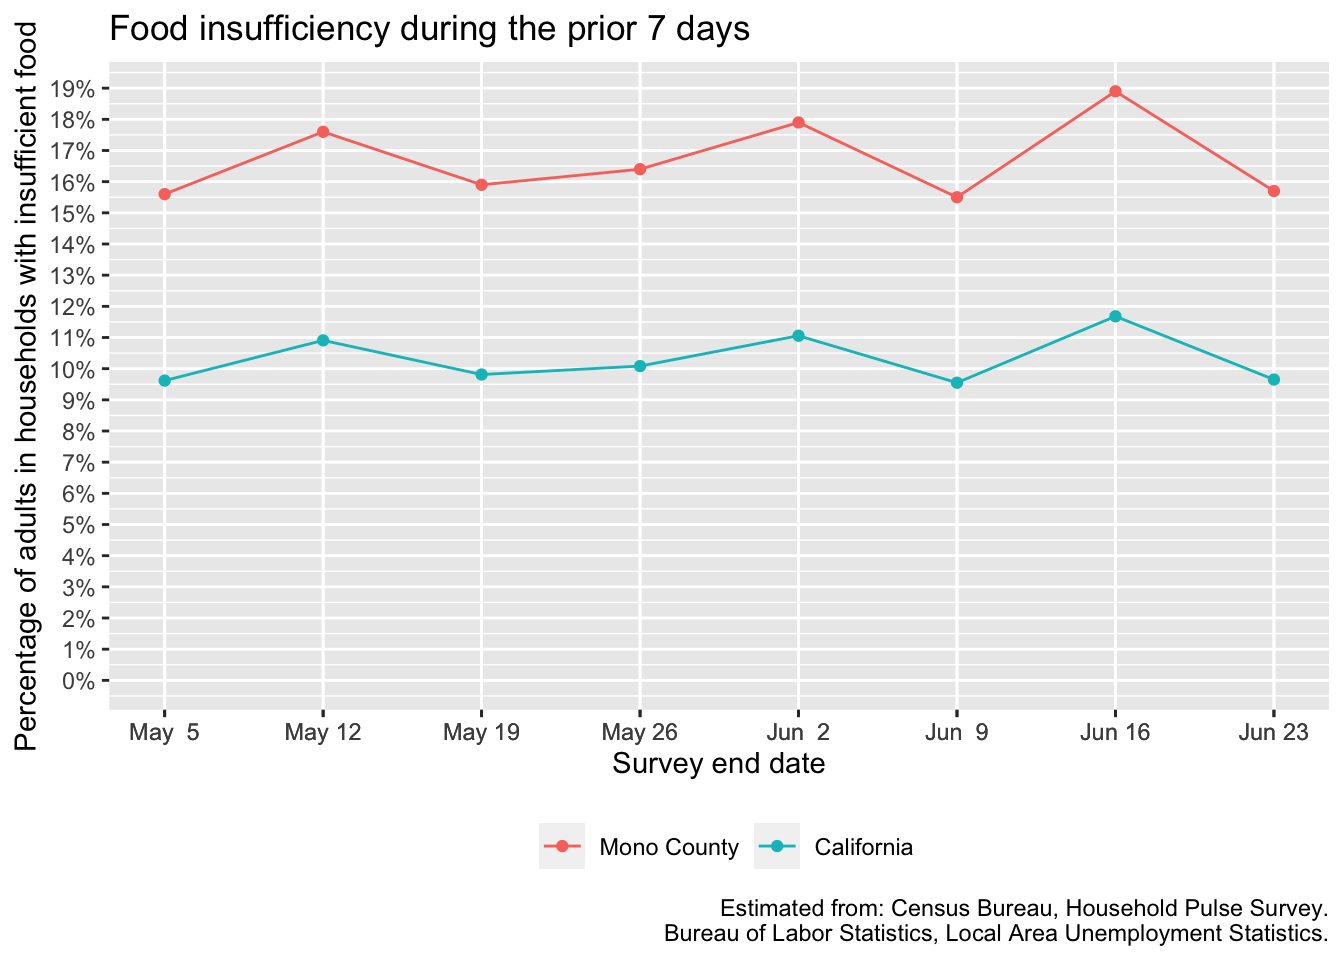 Food insufficiency during the prior 7 days
Percentage of adults in households with insufficient food
19%
18%
17%
16%
15%
14%
13%
12%
11%
10%
9%
8%
7%
6%
5%
4%
3%
2%
1%
0%
May 5 May 12 May 19 May 26 Jun 2 Jun 9 Jun 16 Jun 23
Survey end date
Mono County California
Estimated from: Census Bureau, Household Pulse Survey.
Bureau of Labor Statistics, Local Area Unemployment Statistics.